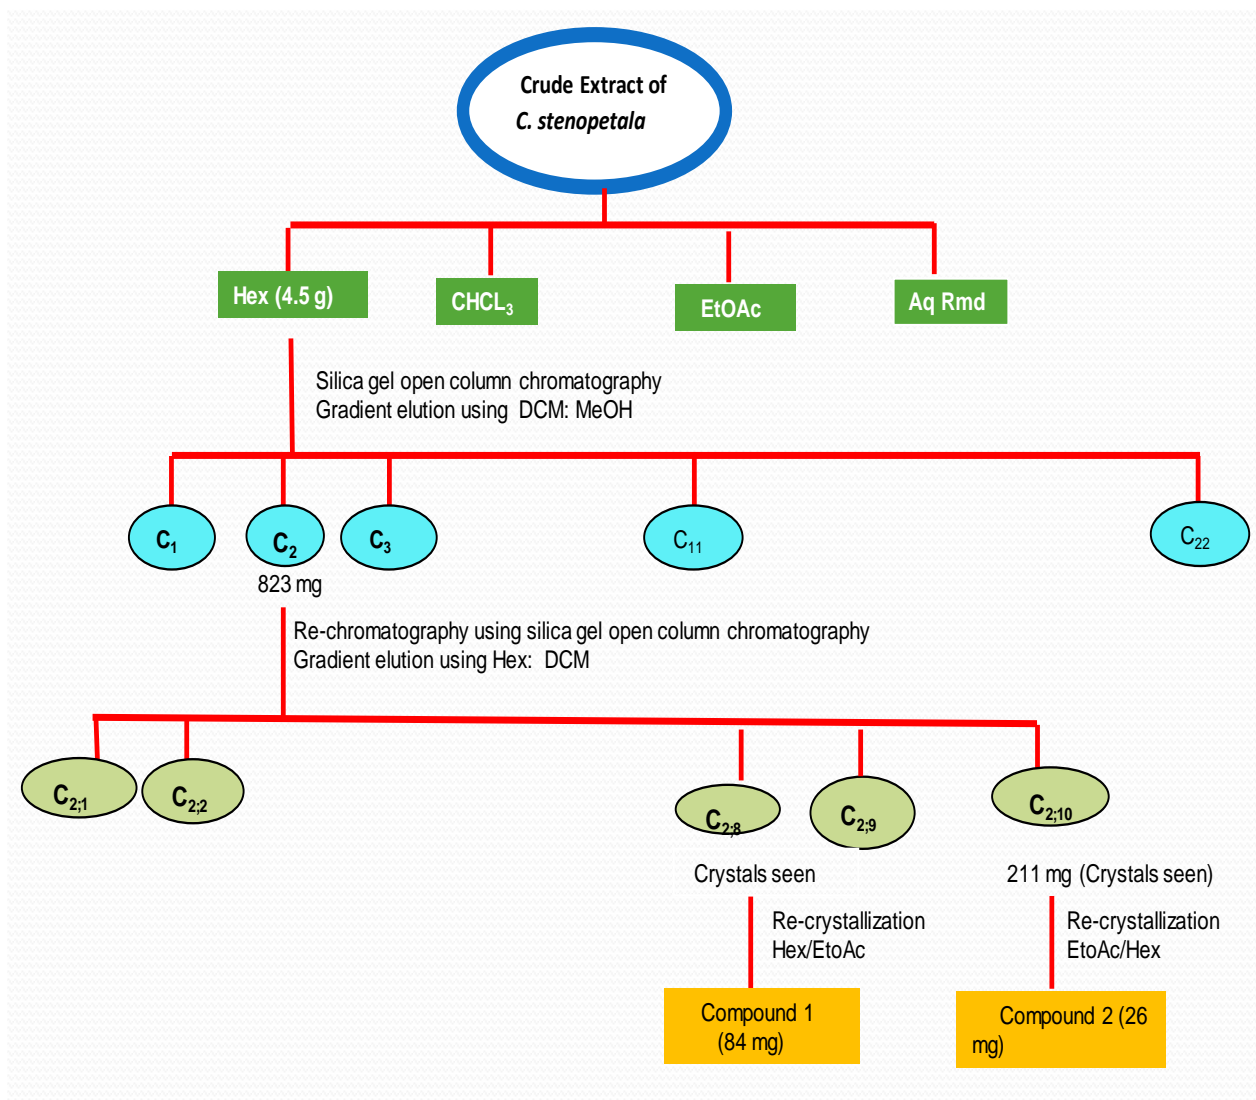 Crude Extract of
C. stenopetala
Hex (4.5 g)
CHCL₃
EtOAc
Aq Rmd
Silica gel open column chromatography
Gradient elution using DCM: MeOH
C₁
C₂
C₃
C₁₁
C₂₂
823 mg
Re-chromatography using silica gel open column chromatography
Gradient elution using Hex: DCM
C₂;₁
C₂;₂
C₂;₈
C₂;₉
C₂;₁₀
Crystals seen
211 mg (Crystals seen)
Re-crystallization
Hex/EtoAc
Re-crystallization
EtoAc/Hex
Compound 1
(84 mg)
Compound 2 (26
mg)